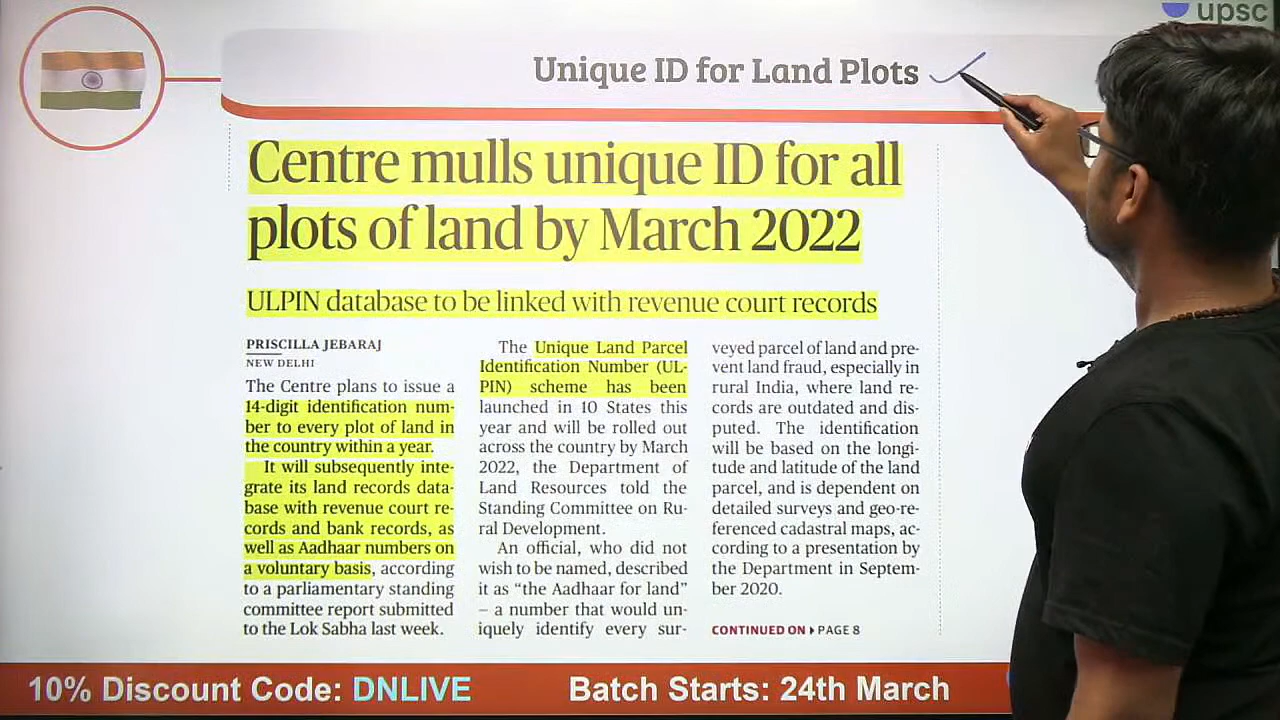 upsc
Unique ID for Land Plots
Centre mulls unique ID for all
plots of land by March 2022
ULPIN database to be linked with revenue court records
PRISCILLA JEBARAJ
NEW DELHI
The Centre plans to issue a
14-digit identification num-
ber to every plot of land in
the country within a year.
It will subsequently inte-
grate its land records data-
base with revenue court re-
cords and bank records, as
well as Aadhaar numbers on
a voluntary basis, according
to a parliamentary standing
committee report submitted
to the Lok Sabha last week.
The Unique Land Parcel
Identification Number (UL-
PIN) scheme has been
launched in 10 States this
year and will be rolled out
across the country by March
2022, the Department of
Land Resources told the
Standing Committee on Ru-
ral Development.
An official, who did not
wish to be named, described
it as “the Aadhaar for land”
– a number that would un-
iquely identify every sur-
veyed parcel of land and pre-
vent land fraud, especially in
rural India, where land re-
cords are outdated and dis-
puted. The identification
will be based on the longi-
tude and latitude of the land
parcel, and is dependent on
detailed surveys and geo-re-
ferenced cadastral maps, ac-
cording to a presentation by
the Department in Septem-
ber 2020.
CONTINUED ON PAGE 8
10% Discount Code: DNLIVE
Batch Starts: 24th March